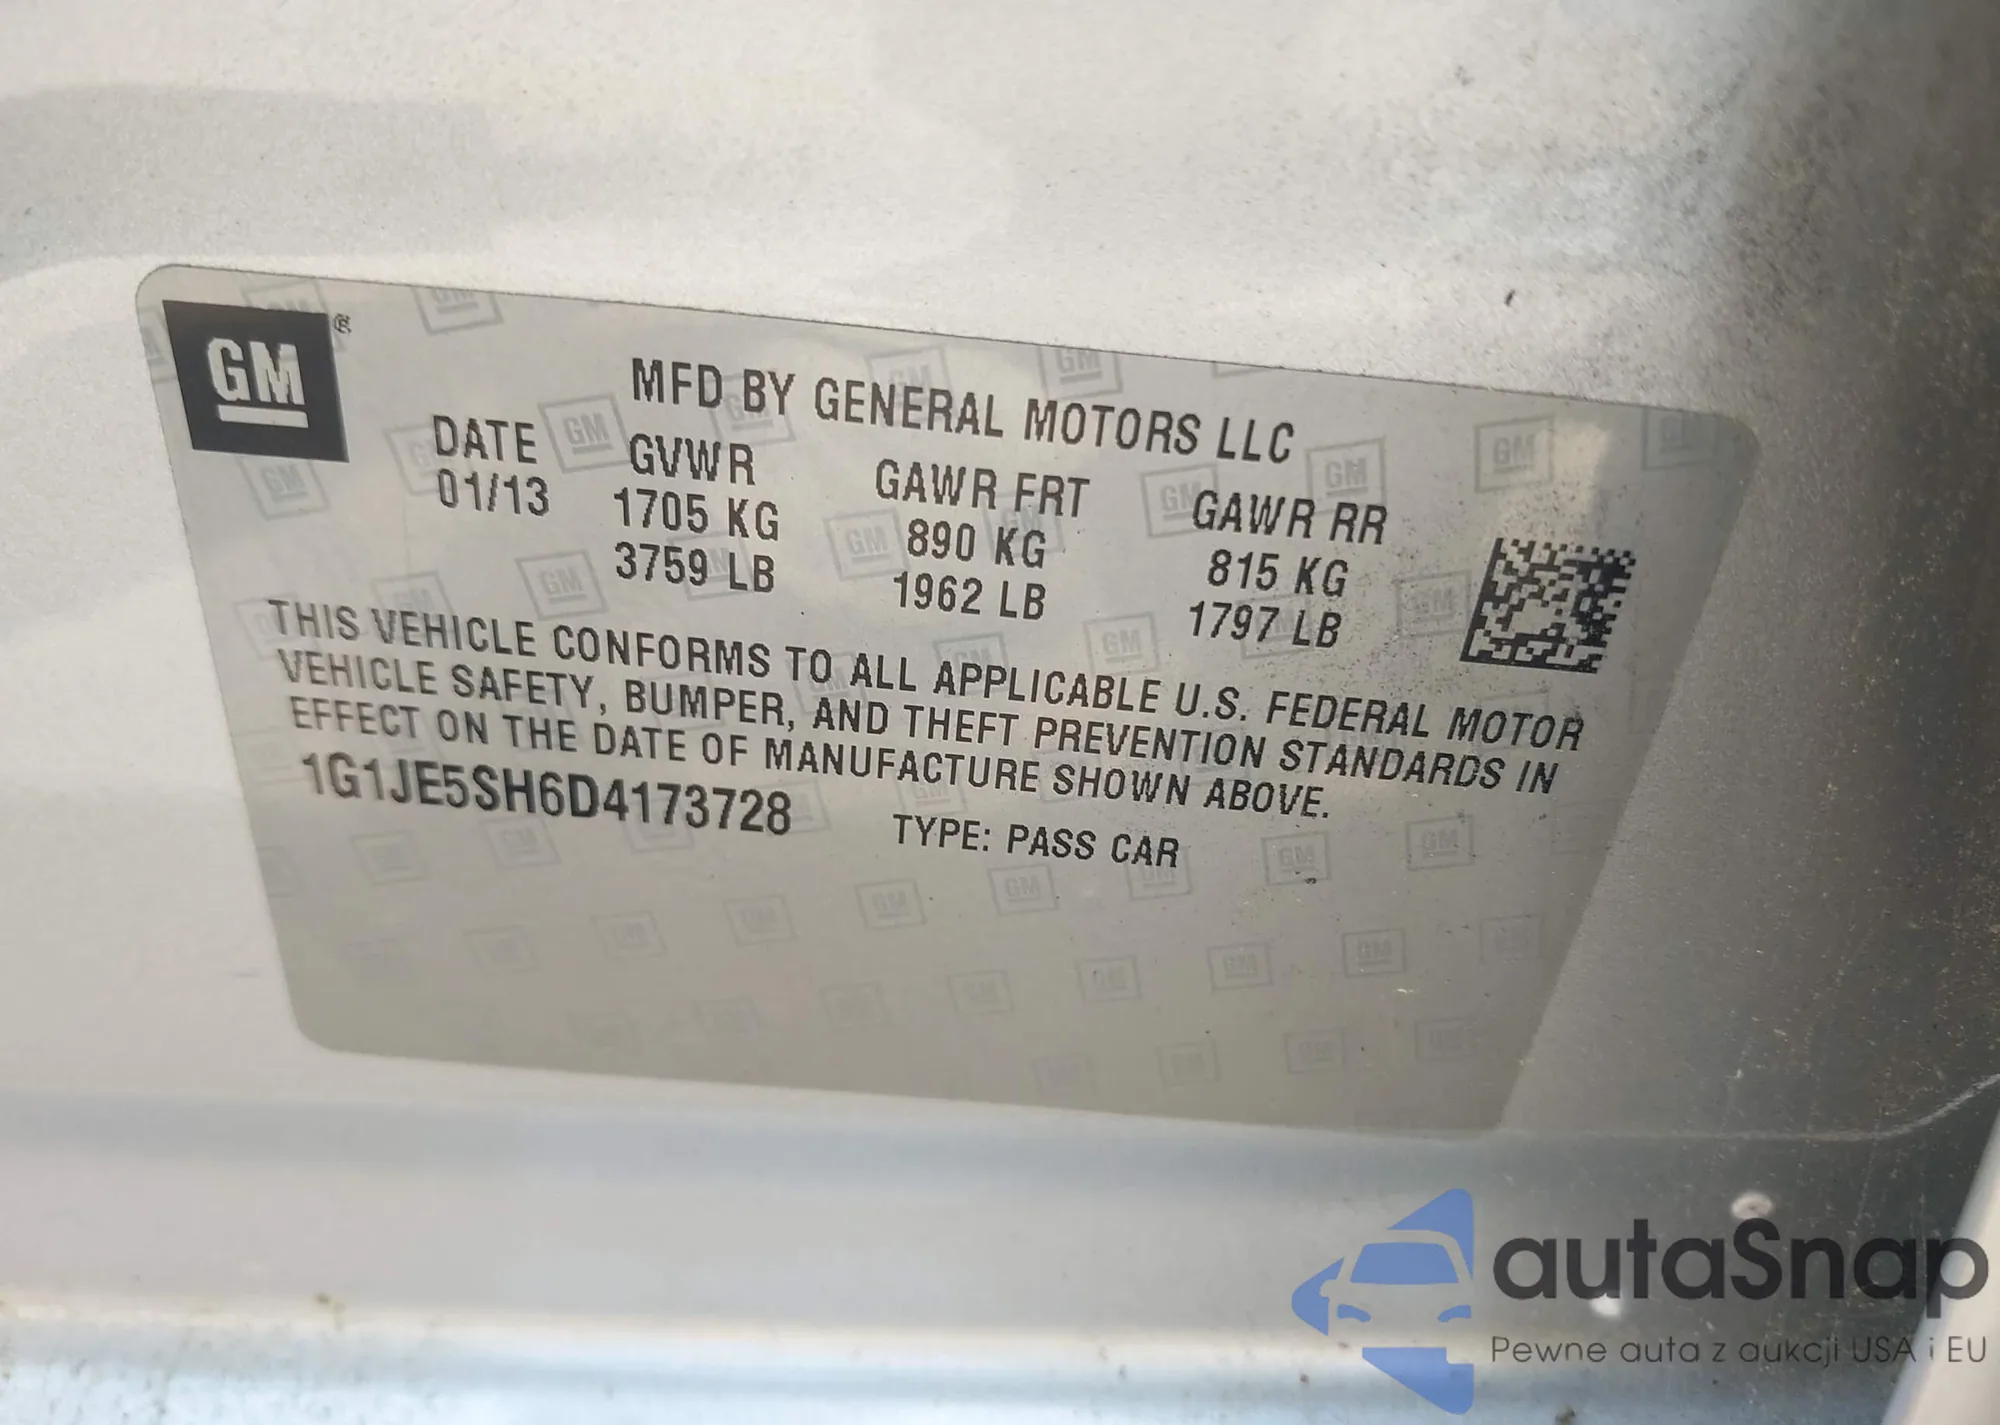 GM®
MFD BY GENERAL MOTORS LLC
DATE GVWR GAWR FRT GAWR RR
01/13 1705 KG 890 KG 815 KG
3759 LB 1962 LB 1797 LB
THIS VEHICLE CONFORMS TO ALL APPLICABLE U.S. FEDERAL MOTOR
VEHICLE SAFETY, BUMPER, AND THEFT PREVENTION STANDARDS IN
EFFECT ON THE DATE OF MANUFACTURE SHOWN ABOVE.
1G1JE5SH6D4173728 TYPE: PASS CAR
autaSnap
Pewne auta z aukcji USA i EU